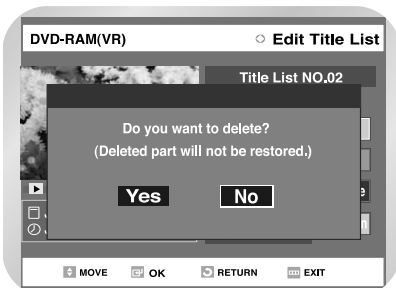 DVD-RAM(VR) Edit Title List
Title List NO.02
Do you want to delete?
(Deleted part will not be restored.)
Yes No
MOVE OK RETURN EXIT